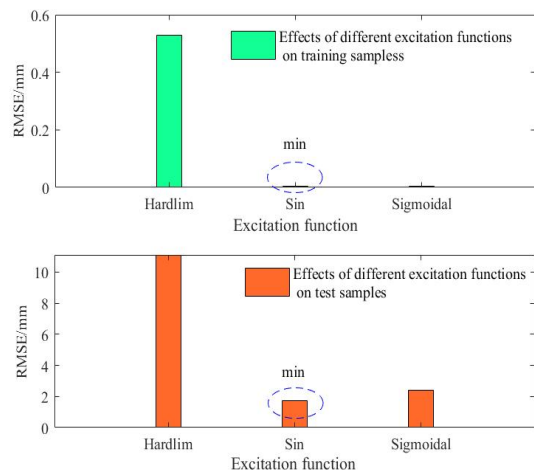 0.6
0.4
0.2
0
RMSE/mm
Effects of different excitation functions
on training sampless
min
Hardlim
Sin
Sigmoidal
Excitation function
10
8
6
4
2
0
RMSE/mm
Effects of different excitation functions
on test samples
min
Hardlim
Sin
Sigmoidal
Excitation function